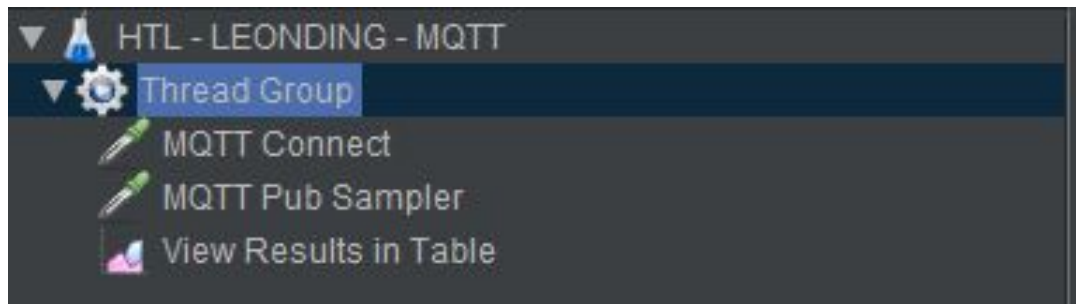 HTL - LEONDING - MQTT
Thread Group
MQTT Connect
MQTT Pub Sampler
View Results in Table